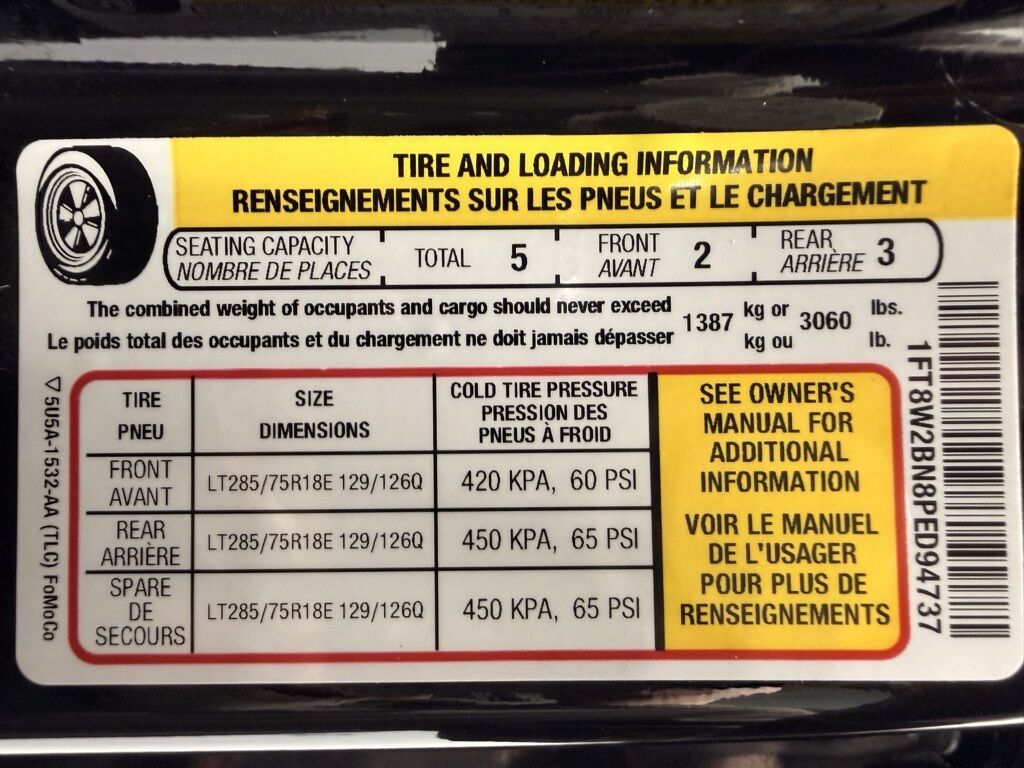 TIRE AND LOADING INFORMATION
RENSEIGNEMENTS SUR LES PNEUS ET LE CHARGEMENT
SEATING CAPACITY TOTAL 5 FRONT 2 REAR 3
NOMBRE DE PLACES AVANT ARRIÈRE
The combined weight of occupants and cargo should never exceed 1387 kg or 3060 lbs.
Le poids total des occupants et du chargement ne doit jamais dépasser kg ou lb.
TIRE SIZE COLD TIRE PRESSURE
PNEU DIMENSIONS PRESSION DES
PNEUS À FROID
FRONT
AVANT LT285/75R18E 129/126Q 420 KPA, 60 PSI
REAR
ARRIÈRE LT285/75R18E 129/126Q 450 KPA, 65 PSI
SPARE
DE
SECOURS LT285/75R18E 129/126Q 450 KPA, 65 PSI
SEE OWNER'S
MANUAL FOR
ADDITIONAL
INFORMATION
VOIR LE MANUEL
DE L'USAGER
POUR PLUS DE
RENSEIGNEMENTS
1FT8W2BN8PED94737
▽5U5A-1532-AA (TLC) FoMoCo